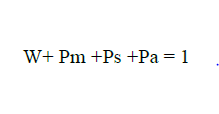 W+ Pm +Ps +Pa = 1